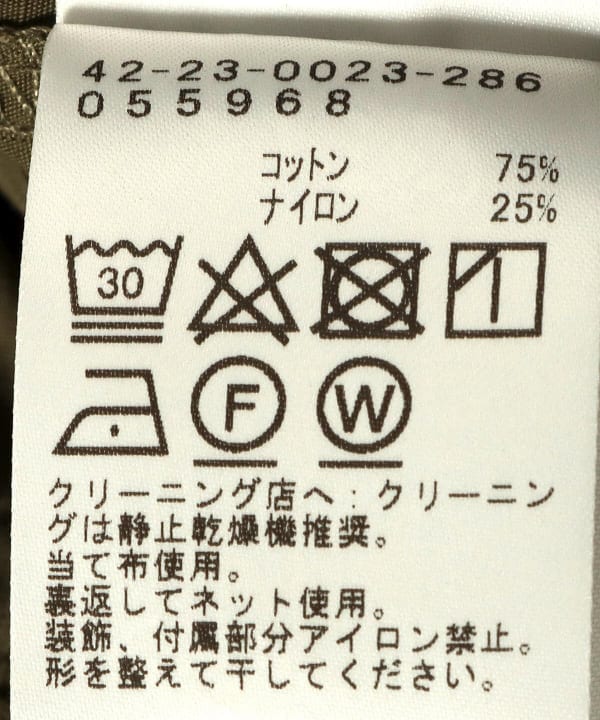 42-23-0023-286
055968
コットン 75%
ナイロン 25%
30
F W
クリーニング店へ:クリーニン
グは静止乾燥機推奨。
当て布使用。
裏返してネット使用。
装飾、付属部分アイロン禁止。
形を整えて干してください。